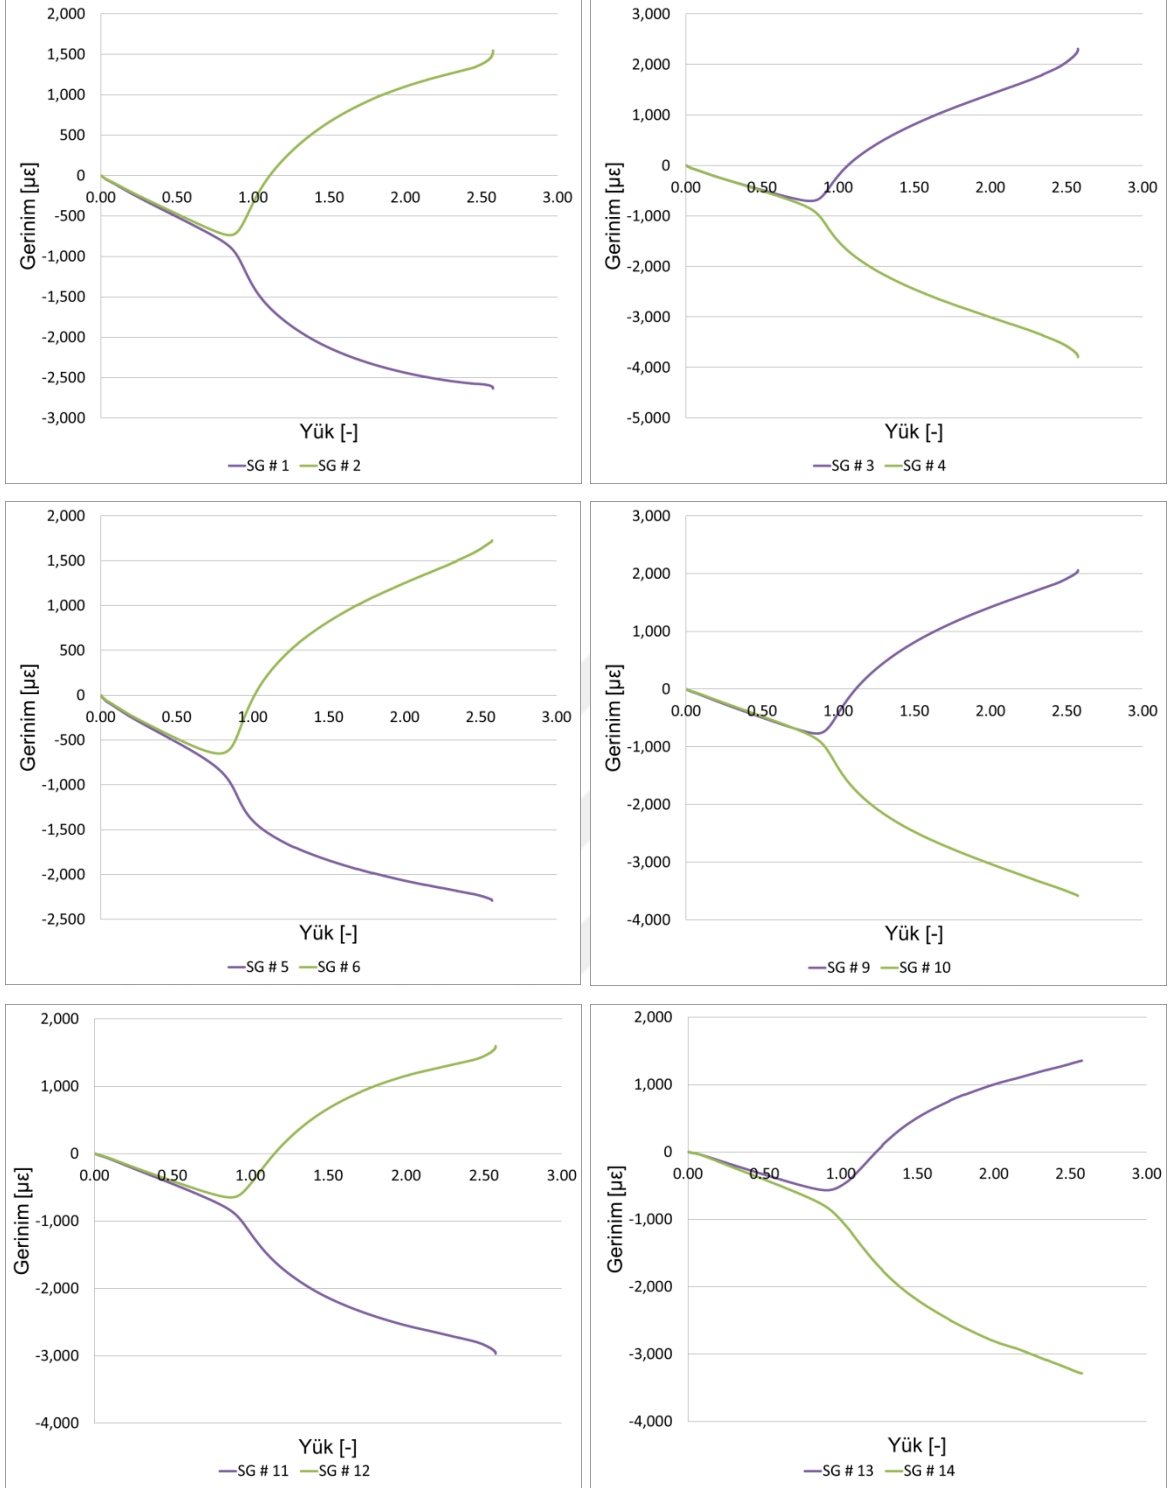 2,000
1,500
1,000
500
0
-500
-1,000
-1,500
-2,000
-2,500
-3,000
0.00 0.50 1.00 1.50 2.00 2.50 3.00
Gerinim [µε]
Yük [-]
SG # 1 SG # 2
3,000
2,000
1,000
0
-1,000
-2,000
-3,000
-4,000
-5,000
0.00 0.50 1.00 1.50 2.00 2.50 3.00
Gerinim [µε]
Yük [-]
SG # 3 SG # 4
2,000
1,500
1,000
500
0
-500
-1,000
-1,500
-2,000
-2,500
0.00 0.50 1.00 1.50 2.00 2.50 3.00
Gerinim [µε]
Yük [-]
SG # 5 SG # 6
3,000
2,000
1,000
0
-1,000
-2,000
-3,000
-4,000
0.00 0.50 1.00 1.50 2.00 2.50 3.00
Gerinim [µε]
Yük [-]
SG # 9 SG # 10
2,000
1,000
0
-1,000
-2,000
-3,000
-4,000
0.00 0.50 1.00 1.50 2.00 2.50 3.00
Gerinim [µε]
Yük [-]
SG # 11 SG # 12
2,000
1,000
0
-1,000
-2,000
-3,000
-4,000
0.00 0.50 1.00 1.50 2.00 2.50 3.00
Gerinim [µε]
Yük [-]
SG # 13 SG # 14